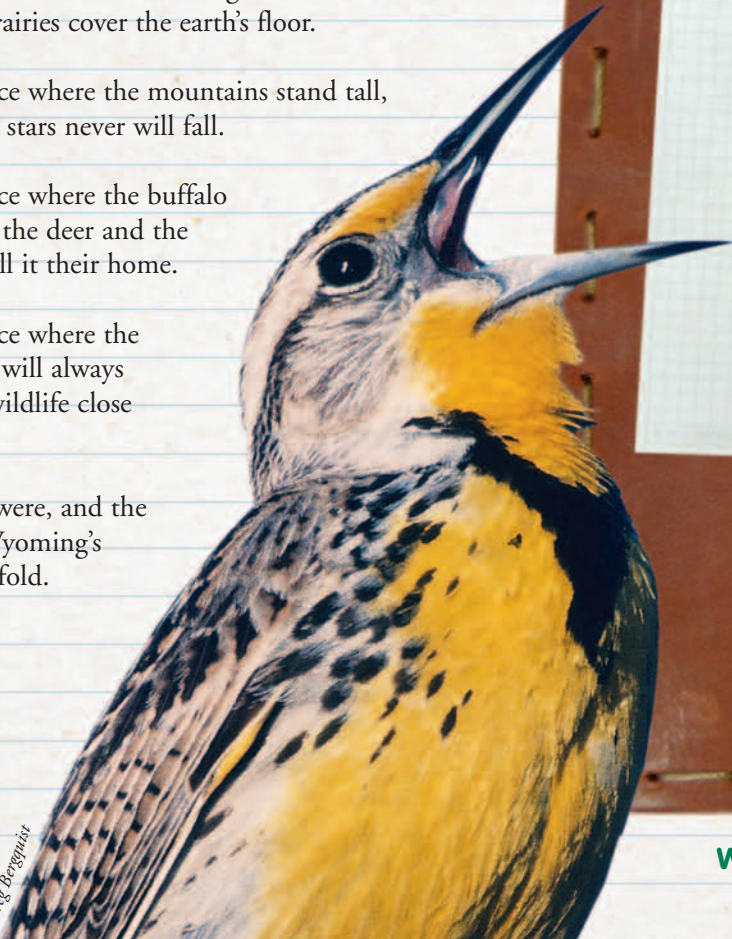 rairies cover the earth's floor.
ce where the mountains stand tall,
stars never will fall.
ce where the buffalo
the deer and the
ll it their home.
ce where the
will always
wildlife close
were, and the
Wyoming's
fold.
Bergquist